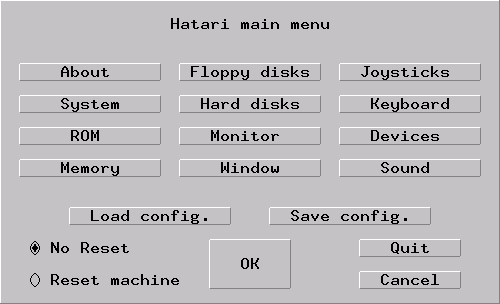 Hatari main menu
About Floppy disks Joysticks
System Hard disks Keyboard
ROM Monitor Devices
Memory Window Sound
Load config. Save config.
No Reset
Reset machine
OK
Quit
Cancel